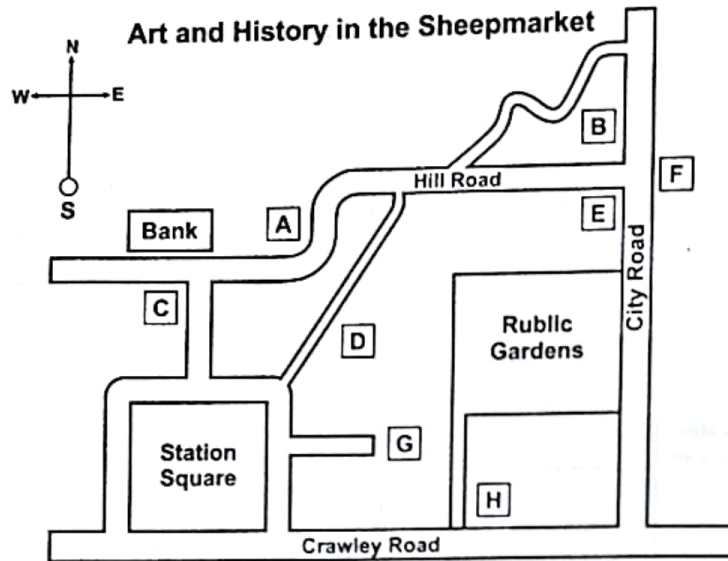 Art and History in the Sheepmarket
N
W E
S
B
Hill Road
F
A
E
Bank
City Road
C
D
Rublic
Gardens
G
Station
Square
H
Crawley Road